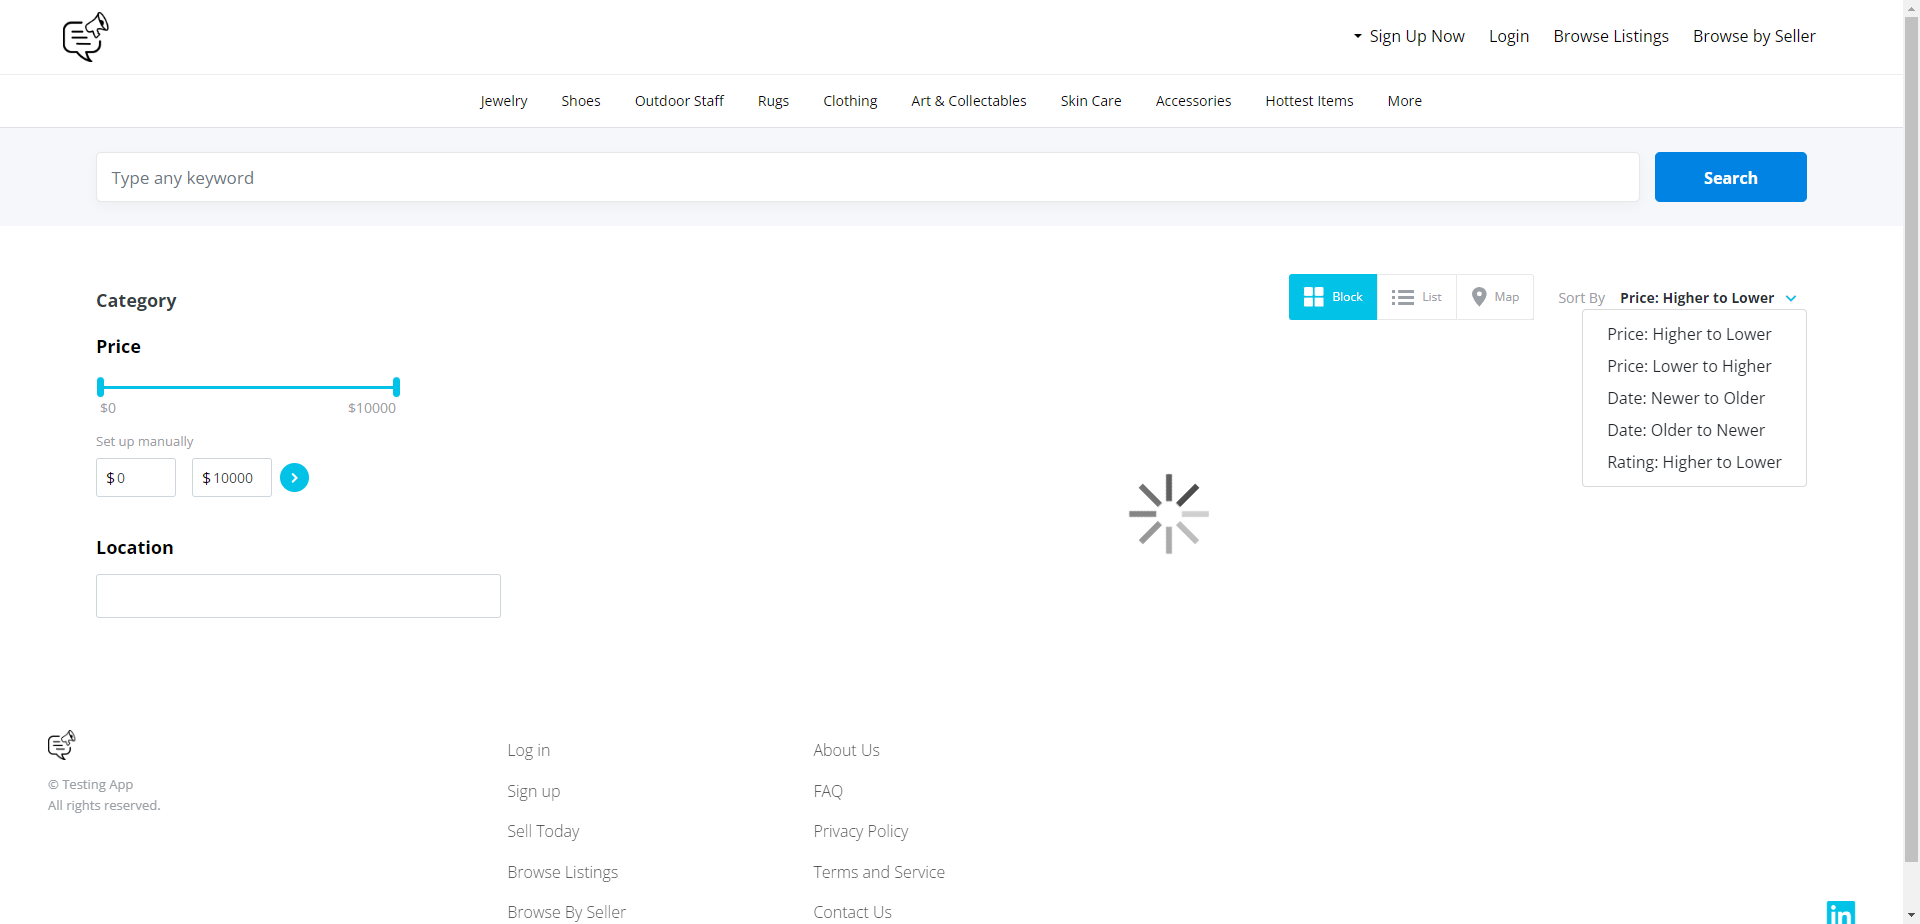 Sign Up Now
Login
Browse Listings
Browse by Seller
Jewelry
Shoes
Outdoor Staff
Rugs
Clothing
Art & Collectables
Skin Care
Accessories
Hottest Items
More
Type any keyword
Search
Category
Block
List
Map
Sort By
Price: Higher to Lower
Price: Higher to Lower
Price: Lower to Higher
Date: Newer to Older
Date: Older to Newer
Rating: Higher to Lower
Price
$0
$10000
Set up manually
$ 0
$ 10000
Location
© Testing App
All rights reserved.
Log in
Sign up
Sell Today
Browse Listings
Browse By Seller
About Us
FAQ
Privacy Policy
Terms and Service
Contact Us
in